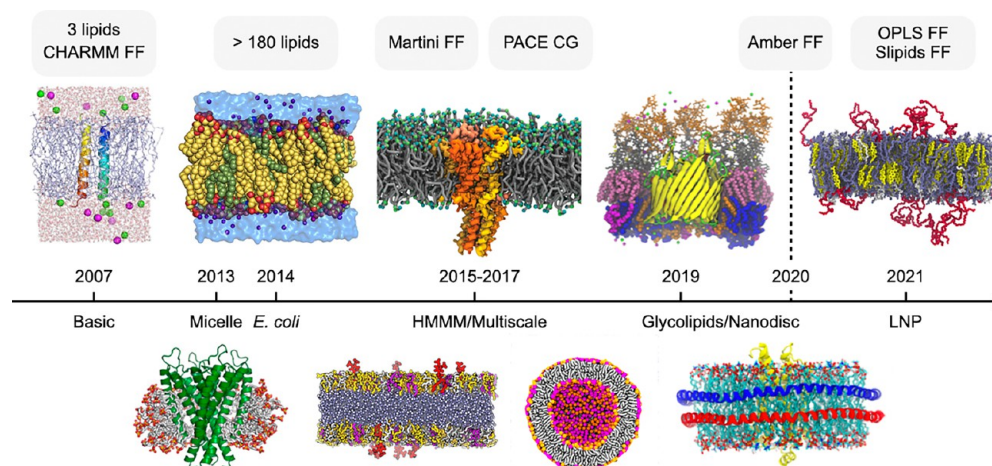 3 lipids
CHARMM FF
> 180 lipids
Martini FF
PACE CG
Amber FF
OPLS FF
Slipids FF
2007
2013
2014
2015-2017
2019
2020
2021
Basic
Micelle
E. coli
HMMM/Multiscale
Glycolipids/Nanodisc
LNP